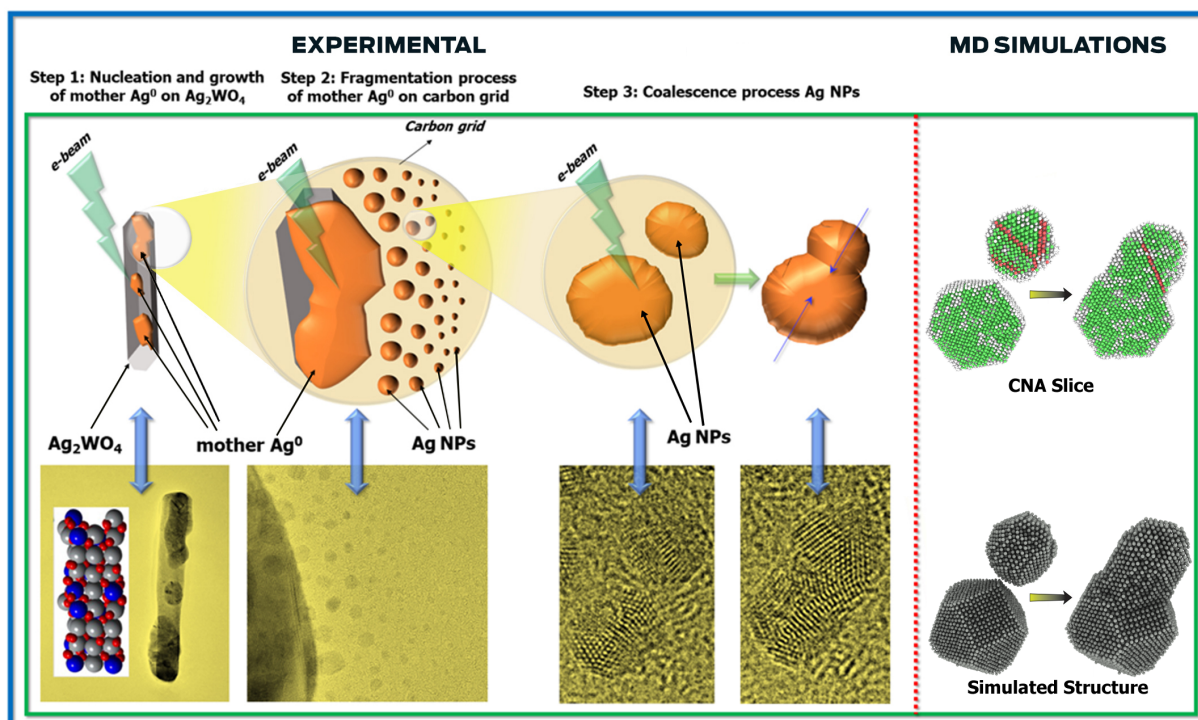 EXPERIMENTAL
MD SIMULATIONS
Step 1: Nucleation and growth
of mother Ag⁰ on Ag₂WO₄
Step 2: Fragmentation process
of mother Ag⁰ on carbon grid
Step 3: Coalescence process Ag NPs
Carbon grid
e-beam
e-beam
e-beam
Ag₂WO₄
mother Ag⁰
Ag NPs
Ag NPs
CNA Slice
Simulated Structure